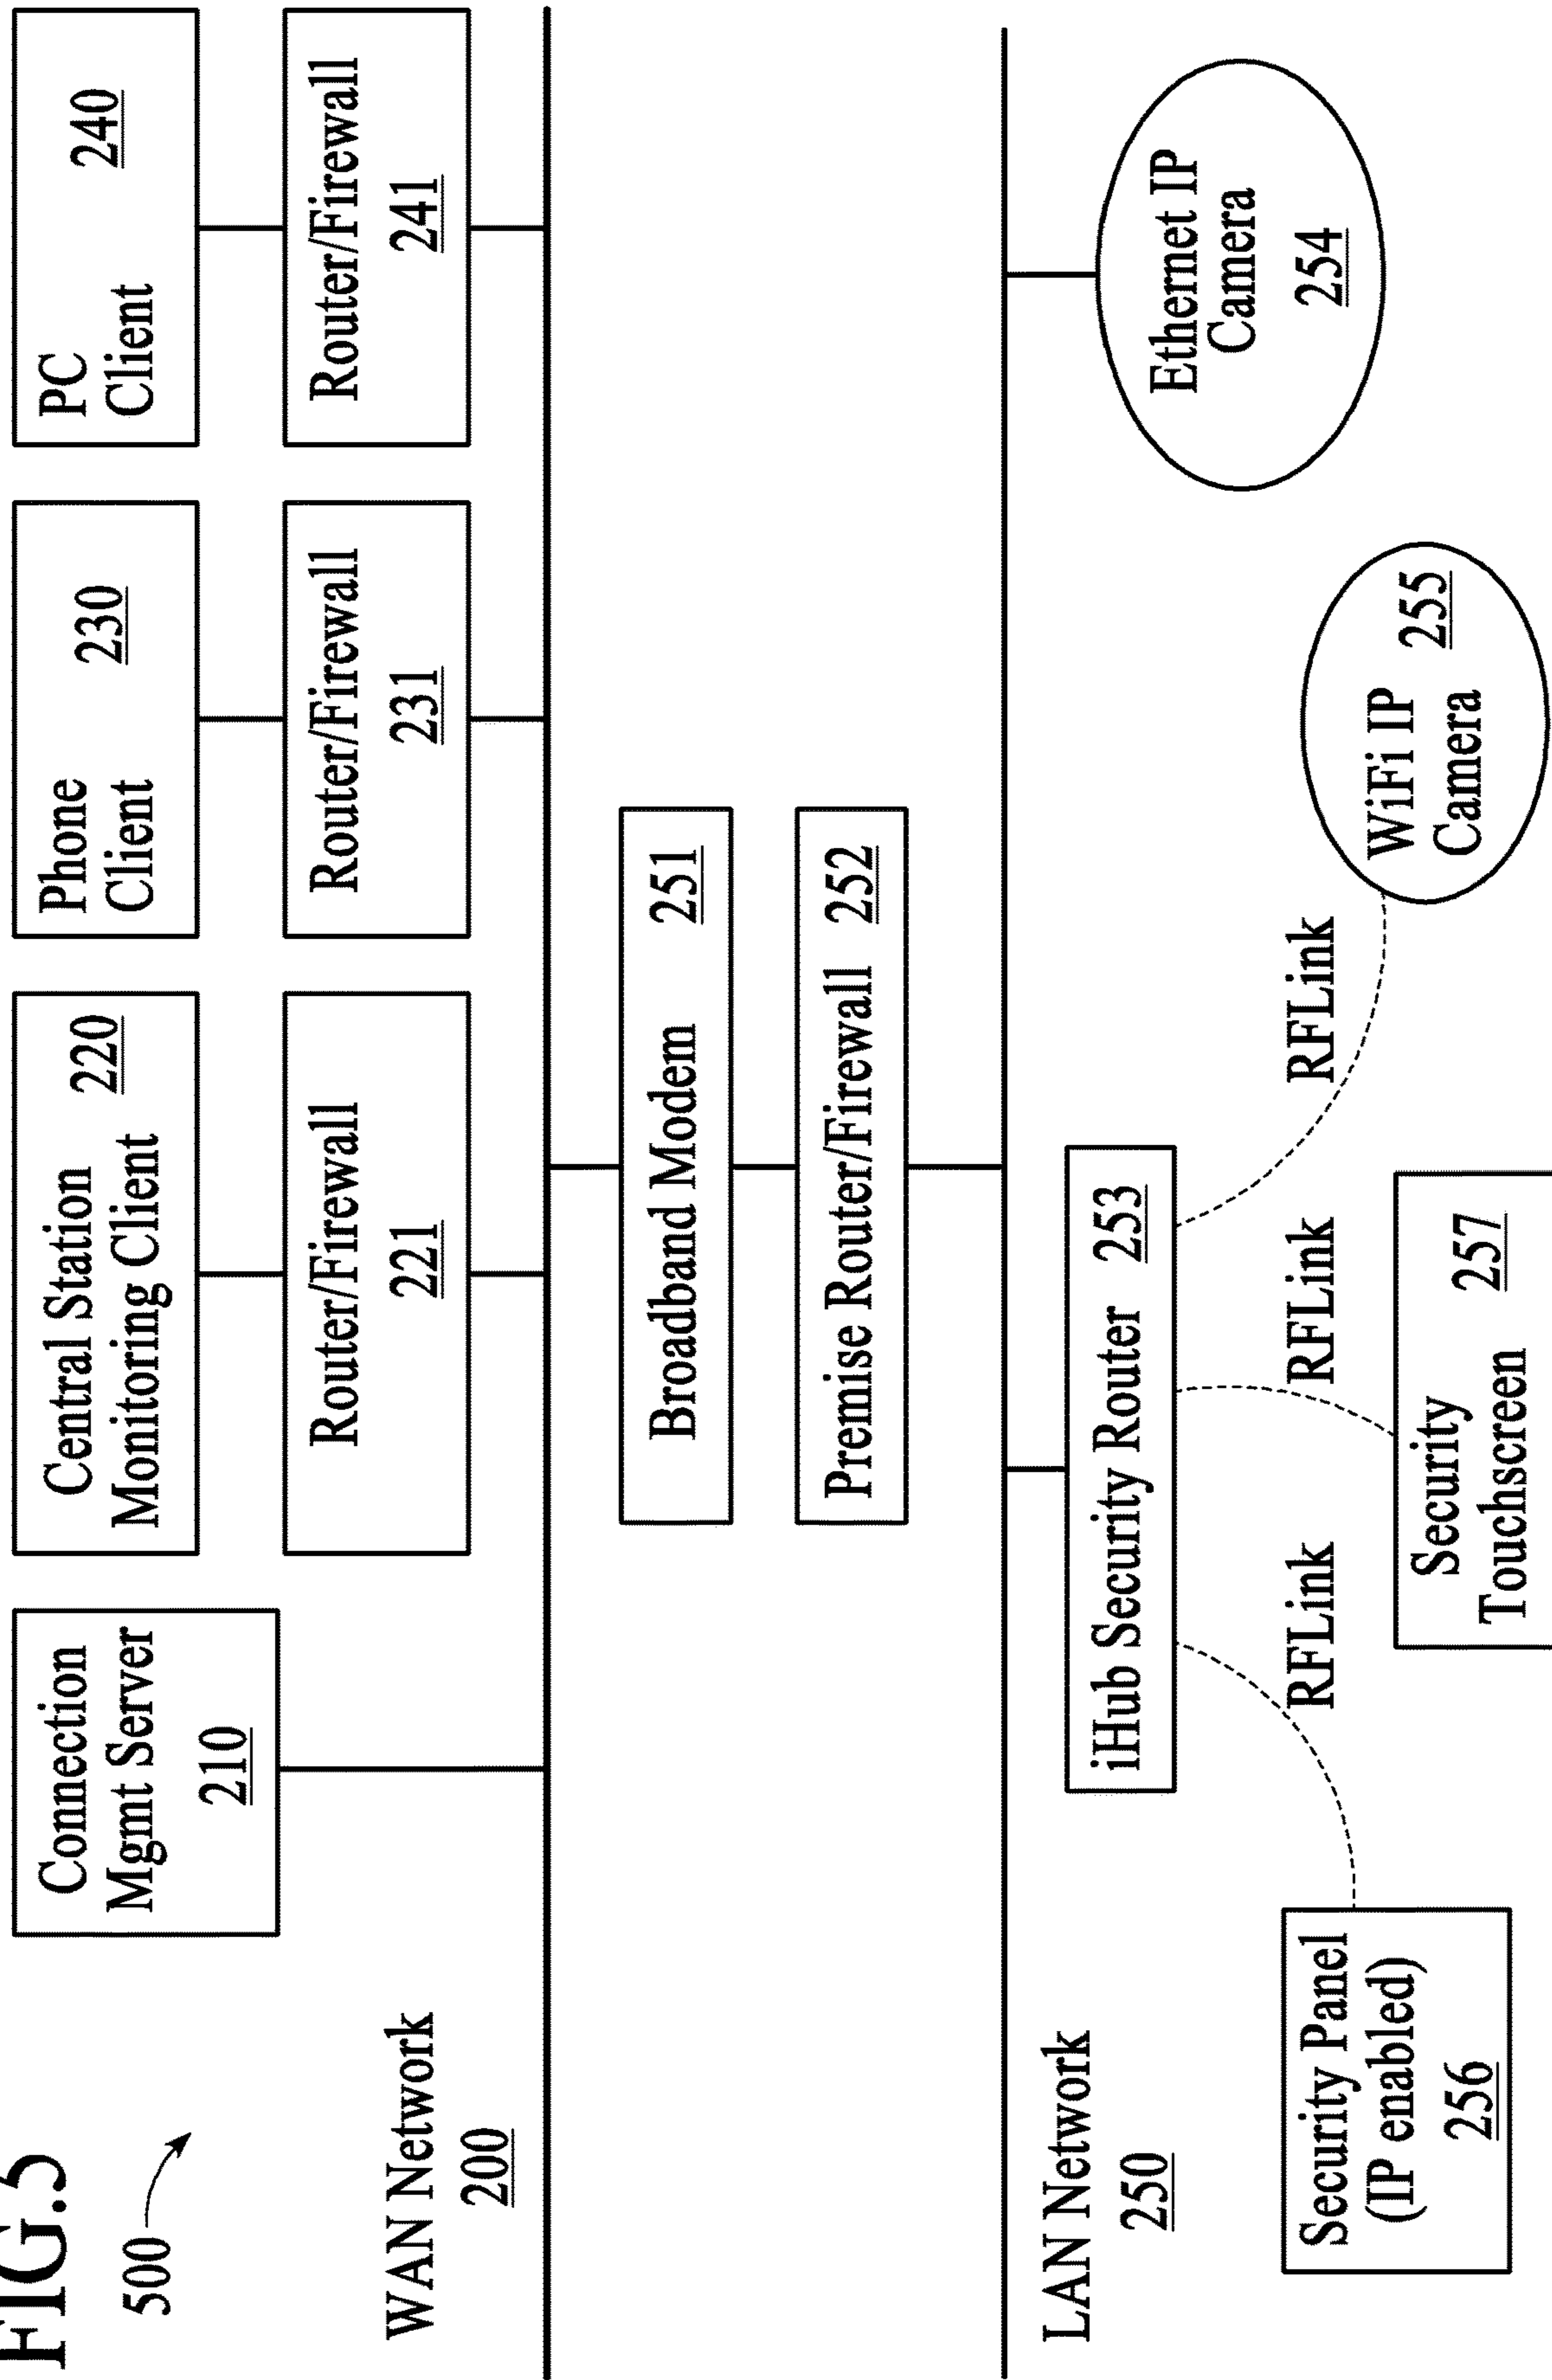 FIG.5
500
Connection
Mgmt Server
210
Central Station
Monitoring Client
220
Phone
Client
230
PC
Client
240
Router/Firewall
221
Router/Firewall
231
Router/Firewall
241
WAN Network
200
Broadband Modem 251
Premise Router/Firewall 252
LAN Network
250
iHub Security Router 253
Ethernet IP
Camera
254
RFLink
RFLink
RFLink
Security Panel
(IP enabled)
256
Security
Touchscreen
257
WiFi IP
Camera
255